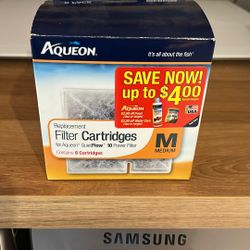 AQUEON.
It's all about the fish.
SAVE NOW!
up to $4.00
AQUEON
Replacement
Filter Cartridges
for Aqueon QuietFlow 10 Power Filter
Contains 6 Cartridges
M
MEDIUM
SAMSUNG